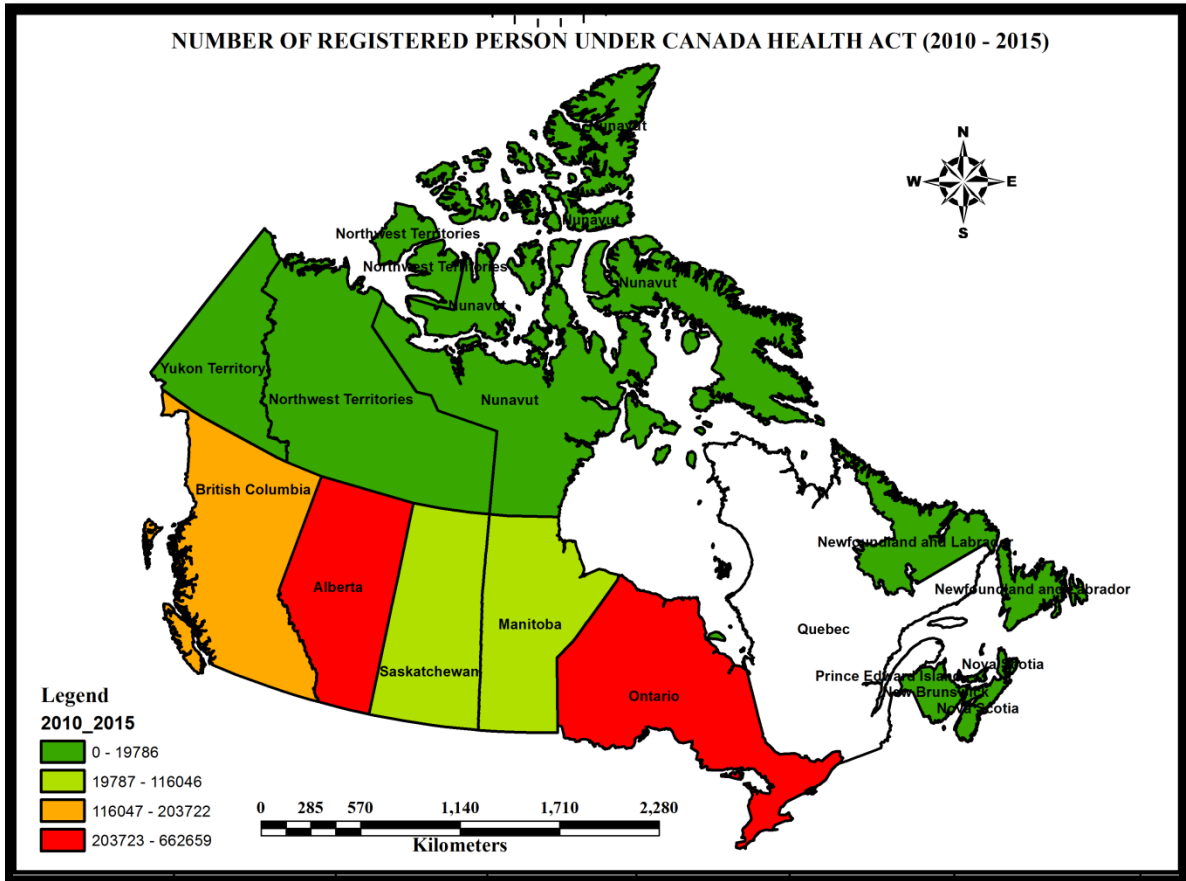 NUMBER OF REGISTERED PERSON UNDER CANADA HEALTH ACT (2010 - 2015)
Nunavut
N
W E
S
Nunavut
Northwest Territories
Northwest Territories
Nunavut
Nunavut
Yukon Territory
Northwest Territories
Nunavut
British Columbia
Newfoundland and Labrador
Alberta
Newfoundland and Labrador
Manitoba
Quebec
Saskatchewan
Nova Scotia
Prince Edward Island
New Brunswick
Ontario
Nova Scotia
Legend
2010_2015
0 - 19786
19787 - 116046
116047 - 203722
203723 - 662659
0 285 570 1,140 1,710 2,280
Kilometers